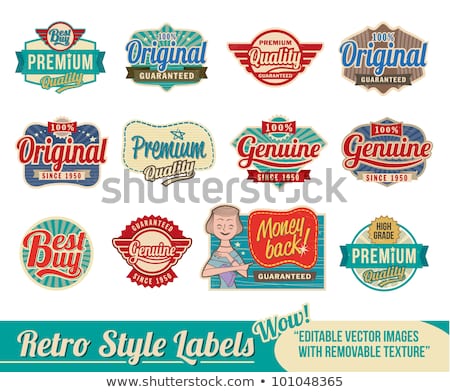 Best
Buy
PREMIUM
Quality
100%
Original
GUARANTEED
PREMIUM
Quality
GUARANTEED
100%
Original
GUARANTEED
100%
Original
SINCE 1950
Premium
Quality
100%
Genuine
SINCE 1950
100%
Genuine
SINCE 1950
Best
Buy
GUARANTEED
Genuine
SINCE 1950
Money
back!
GUARANTEED
HIGH
GRADE
PREMIUM
Quality
shutterstock
Retro Style Labels
Wow!
"EDITABLE VECTOR IMAGES
WITH REMOVABLE TEXTURE"
shutterstock.com · 101048365